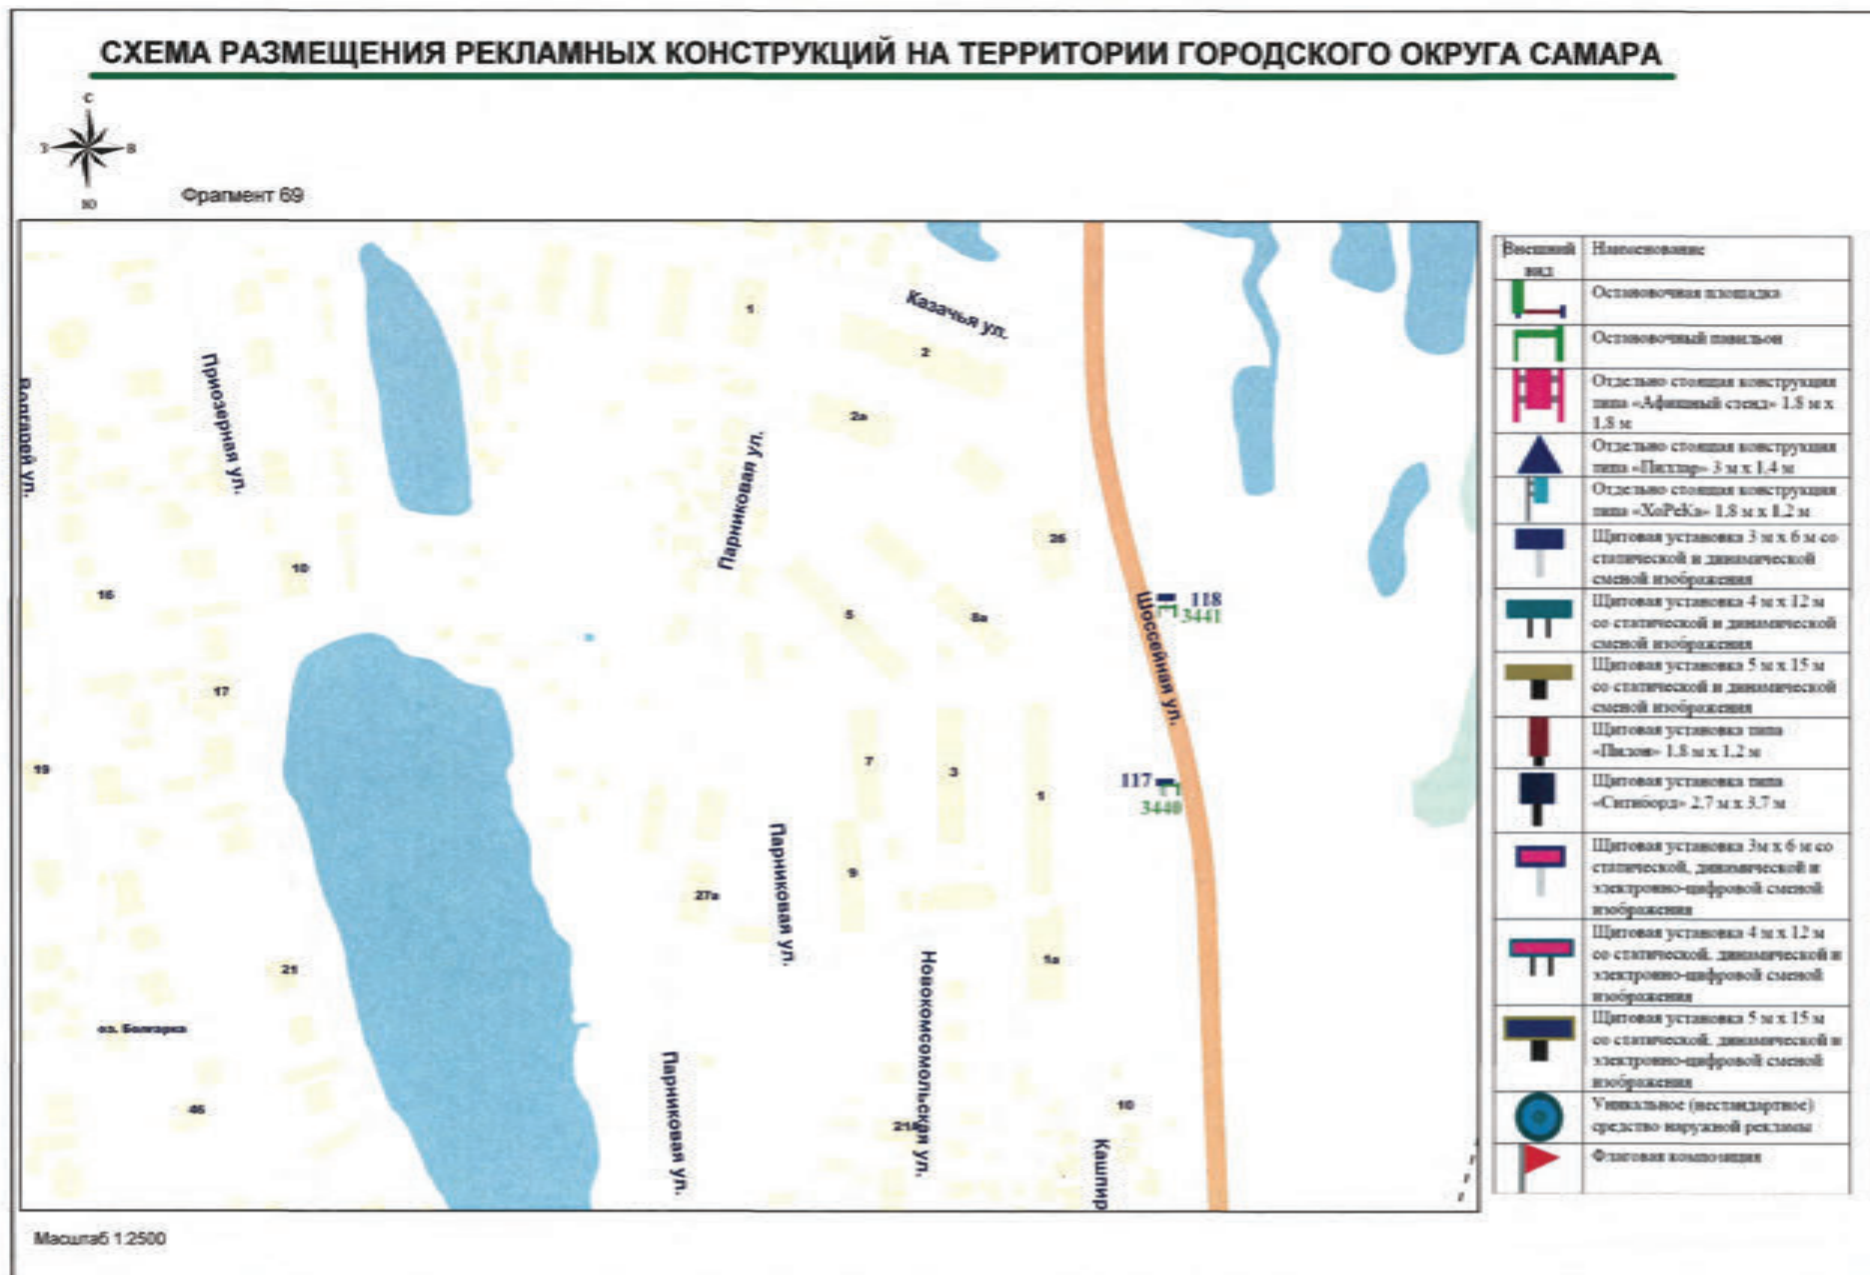 СХЕМА РАЗМЕЩЕНИЯ РЕКЛАМНЫХ КОНСТРУКЦИЙ НА ТЕРРИТОРИИ ГОРОДСКОГО ОКРУГА САМАРА
С
З
В
Ю
Фрагмент 69
Казачья ул.
1
2
Приозерная ул.
2а
Парниковая ул.
10
16
5
8а
118
3441
Шоссейная ул.
17
19
7
3
1
117
3440
Парниковая ул.
9
27а
21
1а
оз. Болгарка
Новокомсомольская ул.
Парниковая ул.
46
10
Кашпир
Масштаб 1:2500
Внешний вид
Наименование
Остановочная площадка
Остановочный павильон
Отдельно стоящая конструкция
типа «Афишный стенд» 1.8 м х
1.8 м
Отдельно стоящая конструкция
типа «Пиллар» 3 м х 1.4 м
Отдельно стоящая конструкция
типа «ХоРеКа» 1.8 м х 1.2 м
Щитовая установка 3 м х 6 м со
статической и динамической
сменой изображения
Щитовая установка 4 м х 12 м
со статической и динамической
сменой изображения
Щитовая установка 5 м х 15 м
со статической и динамической
сменой изображения
Щитовая установка типа
«Пилон» 1.8 м х 1.2 м
Щитовая установка типа
«Ситиборд» 2.7 м х 3.7 м
Щитовая установка 3м х 6 м со
статической, динамической и
электронно-цифровой сменой
изображения
Щитовая установка 4 м х 12 м
со статической, динамической и
электронно-цифровой сменой
изображения
Щитовая установка 5 м х 15 м
со статической, динамической и
электронно-цифровой сменой
изображения
Уникальное (нестандартное)
средство наружной рекламы
Флаговая композиция